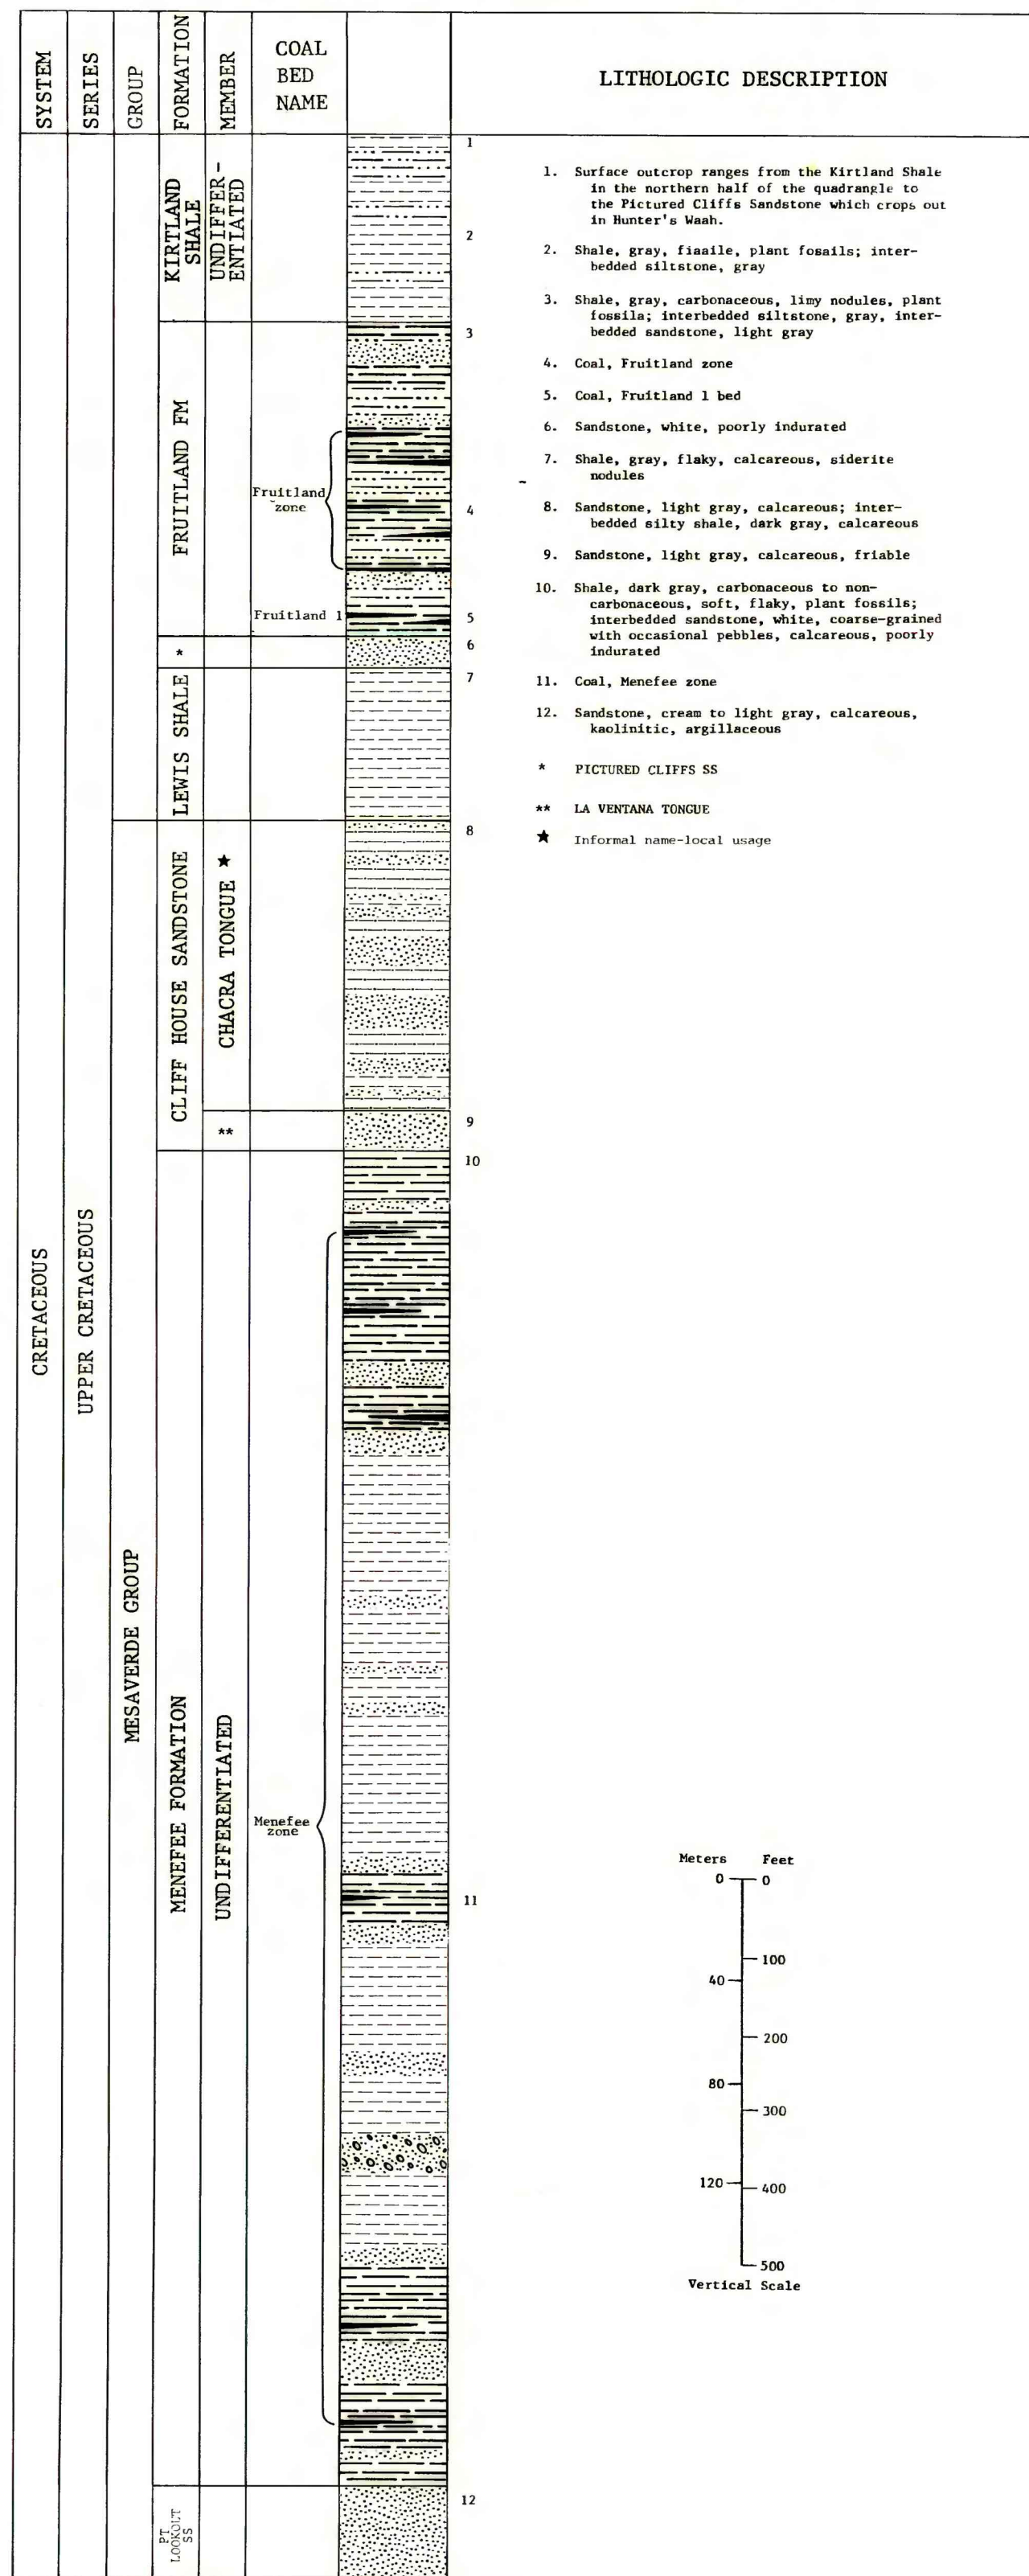 SYSTEM
SERIES
GROUP
FORMATION
MEMBER
COAL
BED
NAME
LITHOLOGIC DESCRIPTION
CRETACEOUS
UPPER CRETACEOUS
MESAVERDE GROUP
KIRTLAND
SHALE
UNDIFFER-
ENTIATED
FRUITLAND FM
Fruitland
zone
Fruitland 1
*
LEWIS SHALE
CLIFF HOUSE SANDSTONE
CHACRA TONGUE ★
**
MENEFEE FORMATION
UNDIFFERENTIATED
Menefee
zone
PT
LOOKOUT
SS
1
2
3
4
5
6
7
8
9
10
11
12
1. Surface outcrop ranges from the Kirtland Shale
in the northern half of the quadrangle to
the Pictured Cliffs Sandstone which crops out
in Hunter's Waah.
2. Shale, gray, fiaaile, plant fosails; inter-
bedded siltstone, gray
3. Shale, gray, carbonaceous, limy nodules, plant
fossila; interbedded siltstone, gray, inter-
bedded sandstone, light gray
4. Coal, Fruitland zone
5. Coal, Fruitland 1 bed
6. Sandstone, white, poorly indurated
7. Shale, gray, flaky, calcareous, siderite
nodules
8. Sandstone, light gray, calcareous; inter-
bedded silty shale, dark gray, calcareous
9. Sandstone, light gray, calcareous, friable
10. Shale, dark gray, carbonaceous to non-
carbonaceous, soft, flaky, plant fossils;
interbedded sandstone, white, coarse-grained
with occasional pebbles, calcareous, poorly
indurated
11. Coal, Menefee zone
12. Sandstone, cream to light gray, calcareous,
kaolinitic, argillaceous
* PICTURED CLIFFS SS
** LA VENTANA TONGUE
★ Informal name-local usage
Meters Feet
0 0
100
40
200
80
300
120
400
500
Vertical Scale